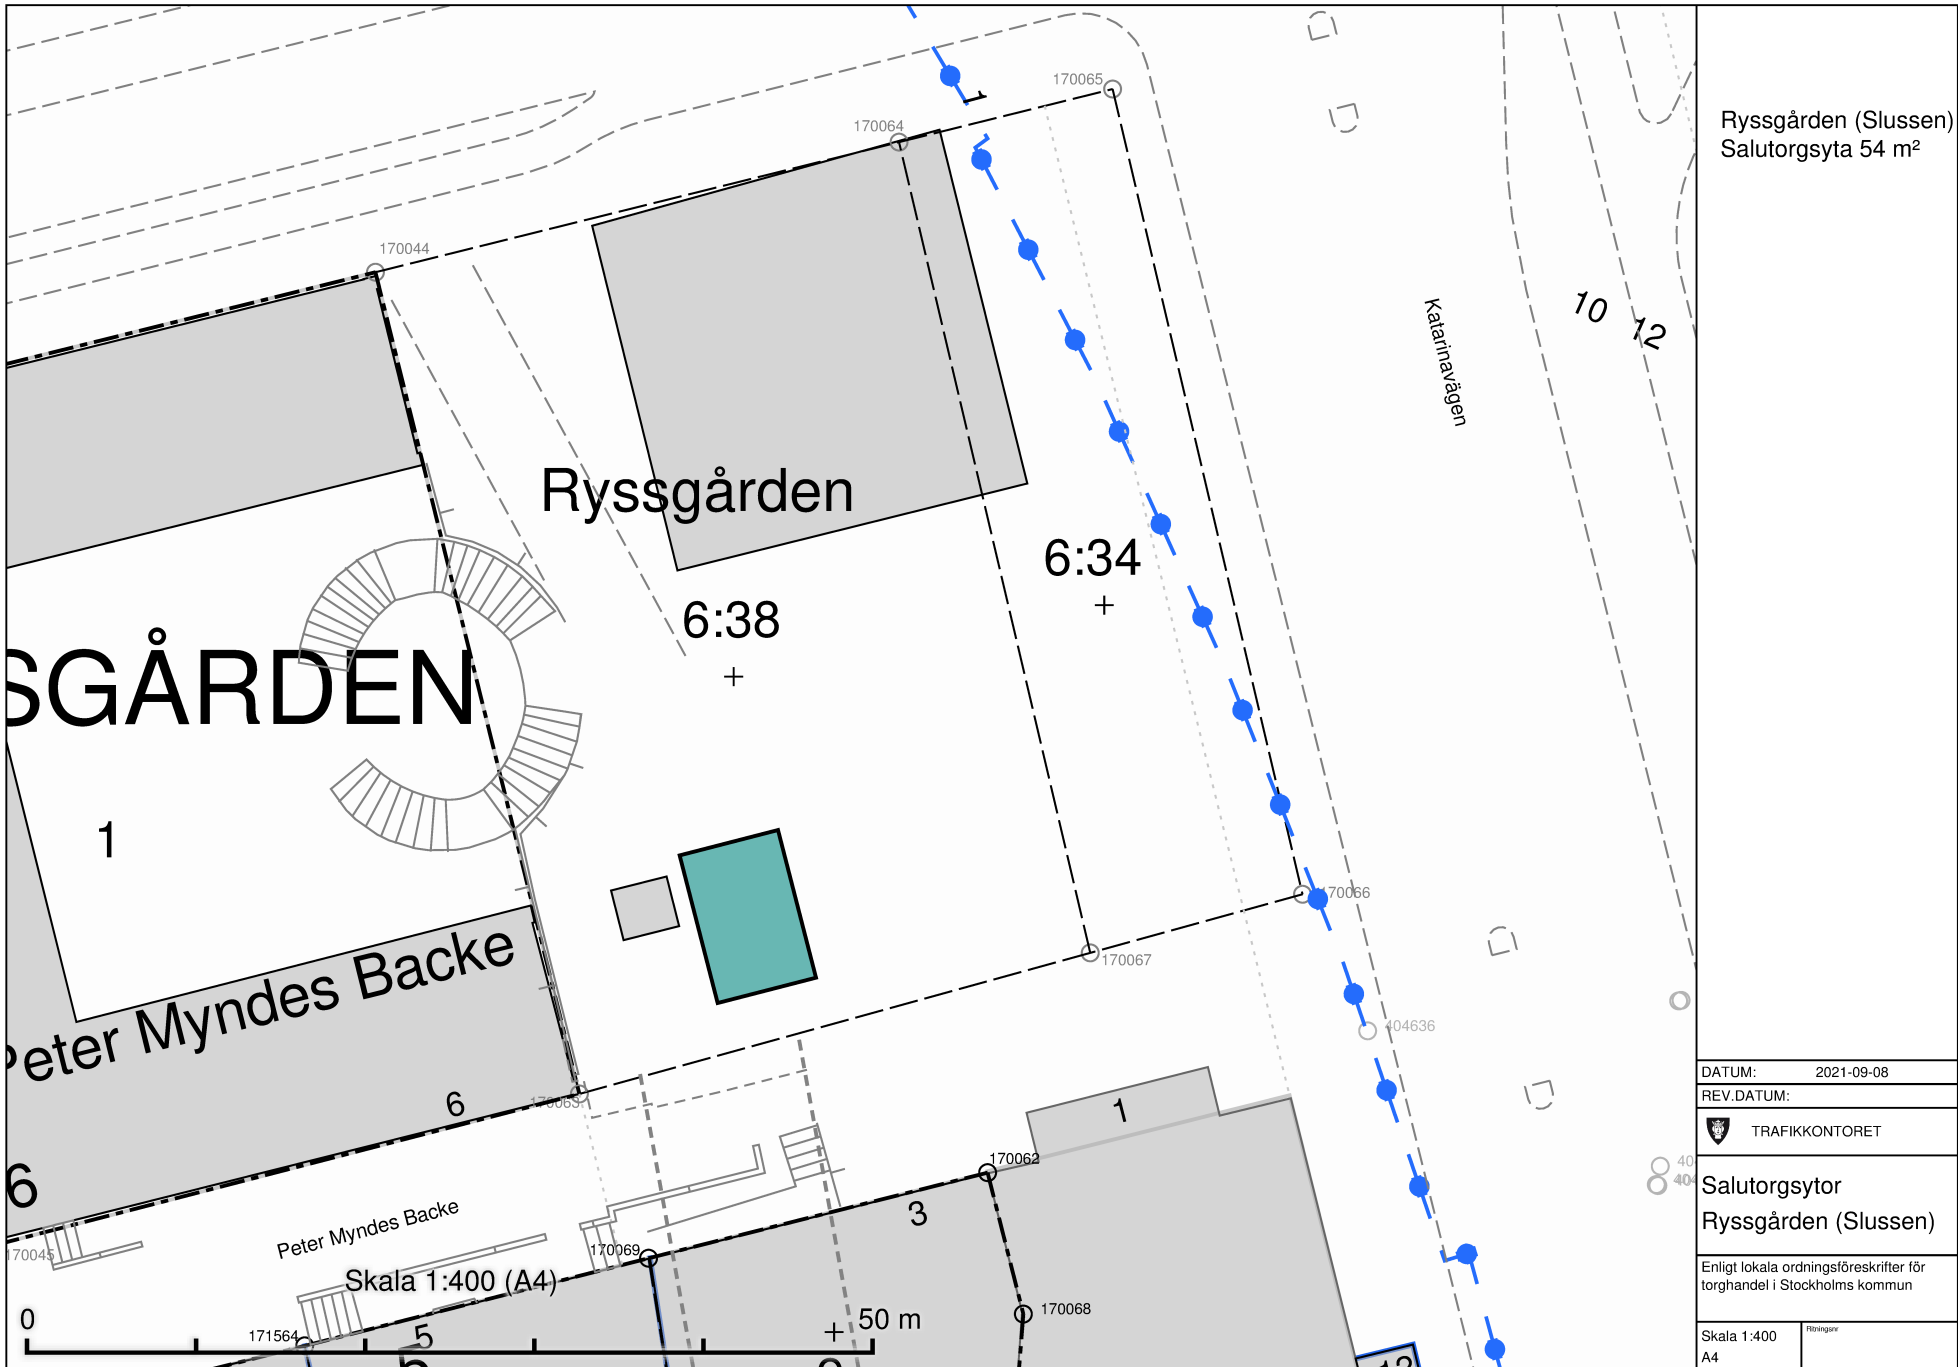 170065
170064
170044
Ryssgården (Slussen)
Salutorgsyta 54 m²
10
12
Katarinavägen
Ryssgården
6:34
6:38
SGÅRDEN
1
170066
Peter Myndes Backe
170067
404636
6
170063
1
170062
6
3
Peter Myndes Backe
170045
170069
Skala 1:400 (A4)
0
50 m
170068
171564
5
DATUM: 2021-09-08
REV.DATUM:
TRAFIKKONTORET
Salutorgsytor
Ryssgården (Slussen)
Enligt lokala ordningsföreskrifter för
torghandel i Stockholms kommun
Skala 1:400
A4
Ritningsnr